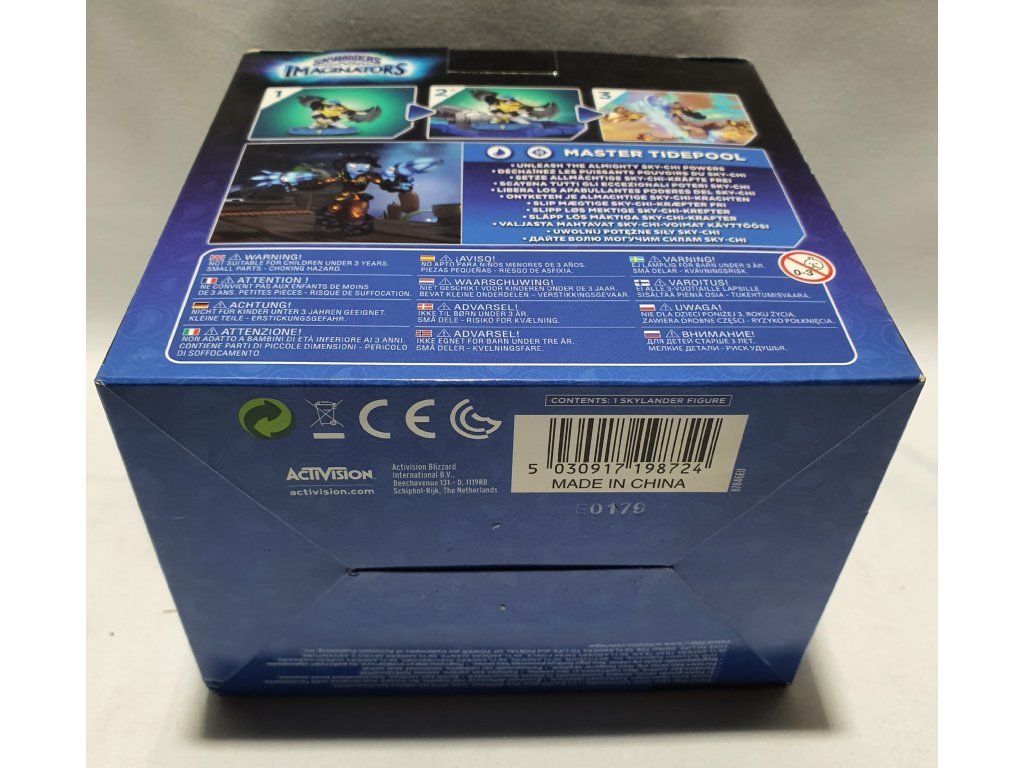 SKYLANDERS
IMAGINATORS
1
2
3
MASTER TIDEPOOL
• UNLEASH THE ALMIGHTY SKY-CHI POWERS
• DÉCHAÎNEZ LES PUISSANTS POUVOIRS DU SKY-CHI
• SETZE ALLMÄCHTIGE SKY-CHI-KRÄFTE FREI
• SCATENA TUTTI GLI ECCEZIONALI POTERI SKY-CHI
• LIBERA LOS APABULLANTES PODERES DEL SKY-CHI
• ONTKETEN JE ALMACHTIGE SKY-CHI-KRACHTEN
• SLIP MÆGTIGE SKY-CHI-KRÆFTER FRI
• SLIPP LØS MEKTIGE SKY-CHI-KREFTER
• SLÄPP LÖS MÄKTIGA SKY-CHI-KRAFTER
• VALJASTA MAHTAVAT SKY-CHI-VOIMAT KÄYTTÖÖSI
• UWOLNIJ POTĘŻNE SIŁY SKY-CHI
• ДАЙТЕ ВОЛЮ МОГУЧИМ СИЛАМ SKY-CHI
WARNING!
NOT SUITABLE FOR CHILDREN UNDER 3 YEARS.
SMALL PARTS - CHOKING HAZARD.
ATTENTION !
NE CONVIENT PAS AUX ENFANTS DE MOINS
DE 3 ANS. PETITES PIÈCES - RISQUE DE SUFFOCATION.
ACHTUNG!
NICHT FÜR KINDER UNTER 3 JAHREN GEEIGNET.
KLEINE TEILE - ERSTICKUNGSGEFAHR.
ATTENZIONE!
NON ADATTO A BAMBINI DI ETÀ INFERIORE AI 3 ANNI.
CONTIENE PARTI DI PICCOLE DIMENSIONI - PERICOLO
DI SOFFOCAMENTO.
¡AVISO!
NO APTO PARA NIÑOS MENORES DE 3 AÑOS.
PIEZAS PEQUEÑAS - RIESGO DE ASFIXIA.
WAARSCHUWING!
NIET GESCHIKT VOOR KINDEREN ONDER DE 3 JAAR.
BEVAT KLEINE ONDERDELEN - VERSTIKKINGSGEVAAR
ADVARSEL!
IKKE TIL BØRN UNDER 3 ÅR.
SMÅ DELE - RISIKO FOR KVÆLNING.
ADVARSEL!
IKKE EGNET FOR BARN UNDER TRE ÅR.
SMÅ DELER - KVELNINGSFARE.
VARNING!
EJ LÄMPLIG FÖR BARN UNDER 3 ÅR.
SMÅ DELAR - KVÄVNINGSRISK.
VAROITUS!
EI ALLE 3 VUOTIAILLE LAPSILLE.
SISÄLTÄÄ PIENIÄ OSIA - TUKEHTUMISVAARA.
UWAGA!
NIE DLA DZIECI PONIŻEJ 3. ROKU ŻYCIA.
ZAWIERA DROBNE CZĘŚCI - RYZYKO POŁKNIĘCIA.
ВНИМАНИЕ!
ДЛЯ ДЕТЕЙ СТАРШЕ 3 ЛЕТ.
МЕЛКИЕ ДЕТАЛИ - РИСК УДУШЬЯ.
0-3
CE
CONTENTS: 1 SKYLANDER FIGURE
5 030917 198724
MADE IN CHINA
87846EU
ACTIVISION
activision.com
Activision Blizzard
International B.V.,
Beechavenue 131 - D, 1119RB
Schiphol-Rijk, The Netherlands
E0179